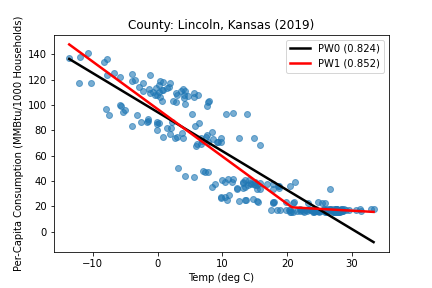 County: Lincoln, Kansas (2019)
Per-Capita Consumption (MMBtu/1000 Households)
140
120
100
80
60
40
20
0
PW0 (0.824)
PW1 (0.852)
−10 0 10 20 30
Temp (deg C)